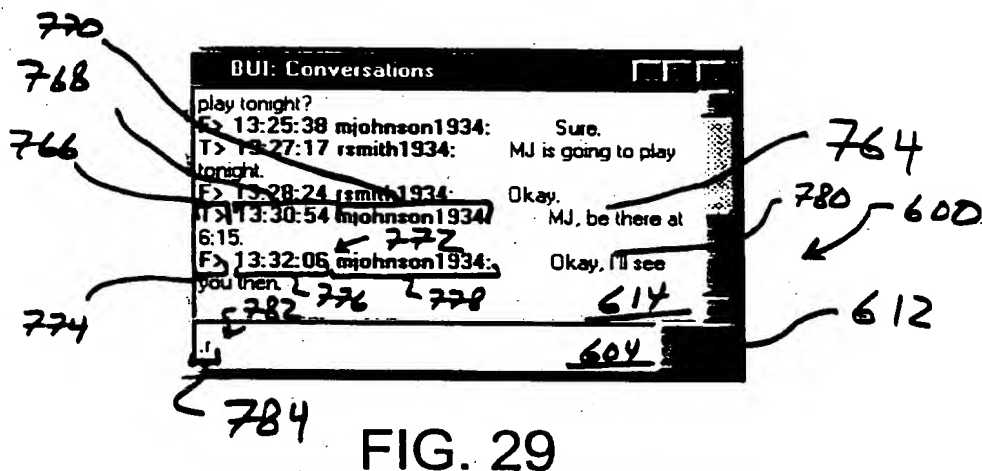 770
768
766
BUI: Conversations
play tonight?
F> 13:25:38 mjohnson1934: Sure.
T> 13:27:17 rsmith1934: MJ is going to play
tonight.
F> 13:28:24 rsmith1934: Okay.
T> 13:30:54 mjohnson1934: MJ, be there at
6:15.
772
F> 13:32:06 mjohnson1934: Okay, I'll see
you then.
776
778
614
764
780
600
612
774
782
.r
604
784
FIG. 29